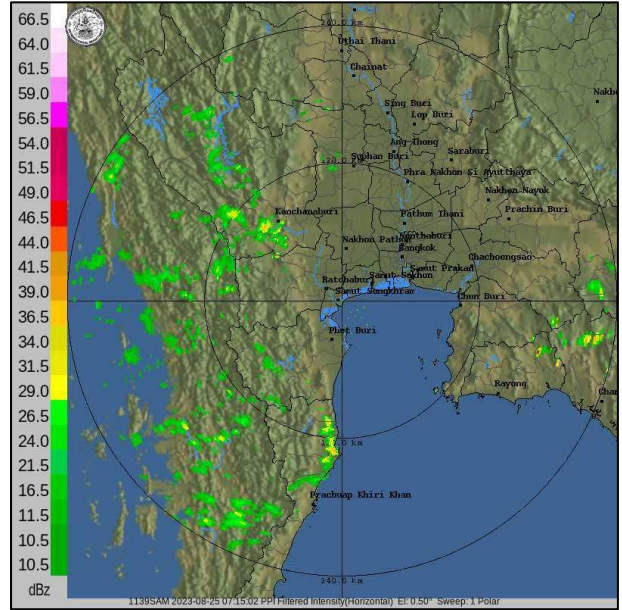 66.5
64.0
61.5
59.0
56.5
54.0
51.5
49.0
46.5
44.0
41.5
39.0
36.5
34.0
31.5
29.0
26.5
24.0
21.5
16.5
11.5
10.5
dBz
240.0 km
Uthai Thani
Chainat
Nakho
Sing Buri
Lop Buri
Ang Thong
Saraburi
Suphan Buri
Phra Nakhon Si Ayutthaya
Nakhon Nayok
Kanchanaburi
Pathum Thani
Prachin Buri
Nonthaburi
Nakhon Pathom
Bangkok
Chachoengsao
Samut Prakan
Samut Sakhon
Ratchaburi
Samut Songkhram
Chon Buri
Phet Buri
Rayong
Chan
Prachuap Khiri Khan
240.0 km
1139SAM 2023-08-25 07:15:02 PPI Filtered Intensity(Horizontal) El: 0.50° Sweep: 1 Polar